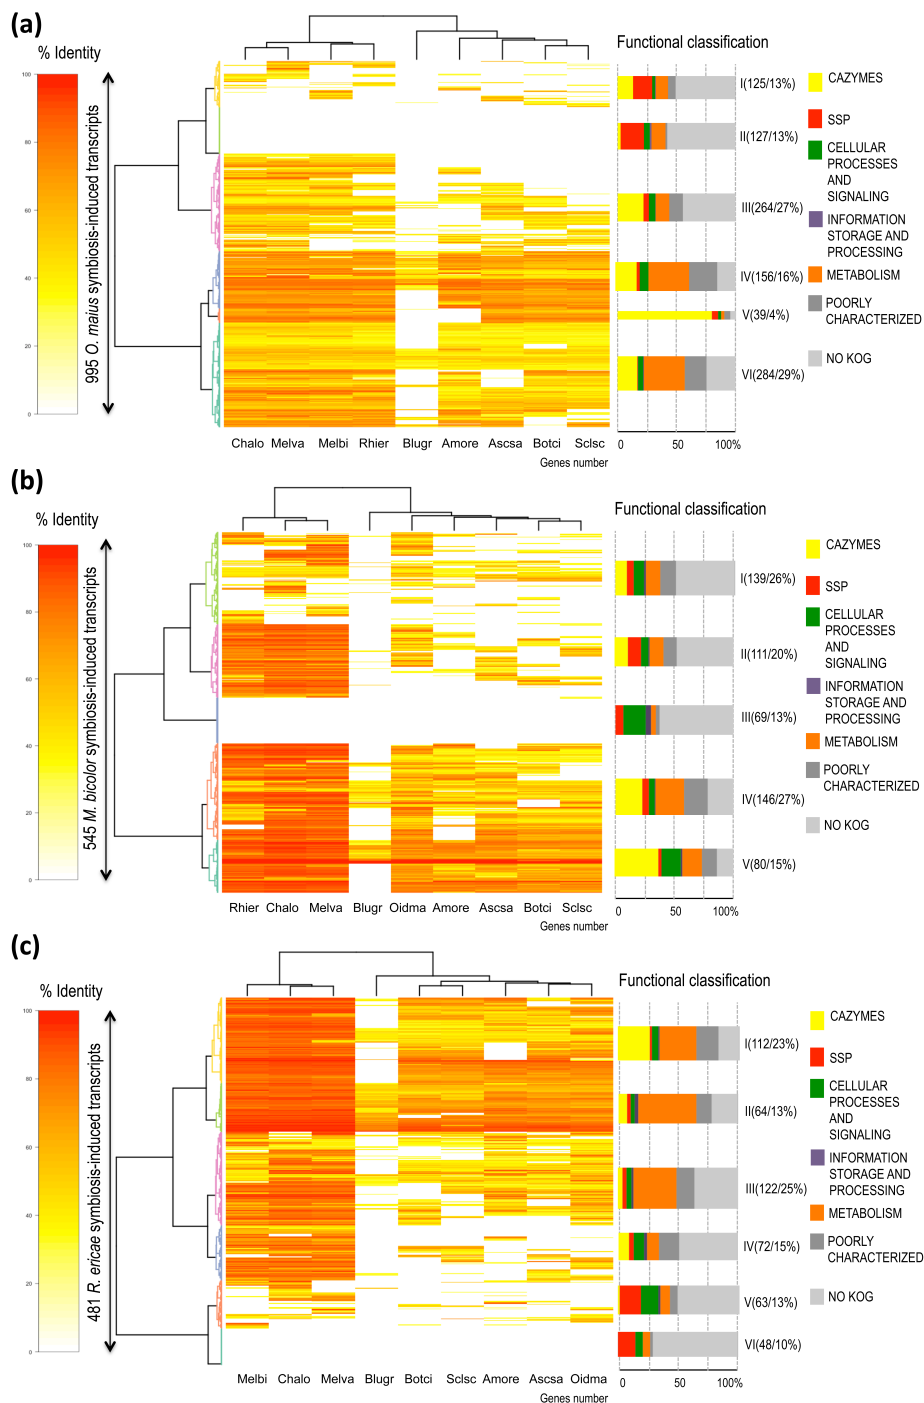 (a)
% Identity
100
80
60
40
20
0
995 O. maius symbiosis-induced transcripts
Chalo Melva Melbi Rhier Blugr Amore Ascsa Botci Sclsc
Genes number
Functional classification
I(125/13%)
II(127/13%)
III(264/27%)
IV(156/16%)
V(39/4%)
VI(284/29%)
0 50 100%
CAZYMES
SSP
CELLULAR
PROCESSES
AND
SIGNALING
INFORMATION
STORAGE AND
PROCESSING
METABOLISM
POORLY
CHARACTERIZED
NO KOG
(b)
% Identity
100
80
60
40
20
0
545 M. bicolor symbiosis-induced transcripts
Rhier Chalo Melva Blugr Oidma Amore Ascsa Botci Sclsc
Genes number
Functional classification
I(139/26%)
II(111/20%)
III(69/13%)
IV(146/27%)
V(80/15%)
0 50 100%
CAZYMES
SSP
CELLULAR
PROCESSES
AND
SIGNALING
INFORMATION
STORAGE AND
PROCESSING
METABOLISM
POORLY
CHARACTERIZED
NO KOG
(c)
% Identity
100
80
60
40
20
0
481 R. ericae symbiosis-induced transcripts
Melbi Chalo Melva Blugr Botci Sclsc Amore Ascsa Oidma
Genes number
Functional classification
I(112/23%)
II(64/13%)
III(122/25%)
IV(72/15%)
V(63/13%)
VI(48/10%)
0 50 100%
CAZYMES
SSP
CELLULAR
PROCESSES
AND
SIGNALING
INFORMATION
STORAGE AND
PROCESSING
METABOLISM
POORLY
CHARACTERIZED
NO KOG